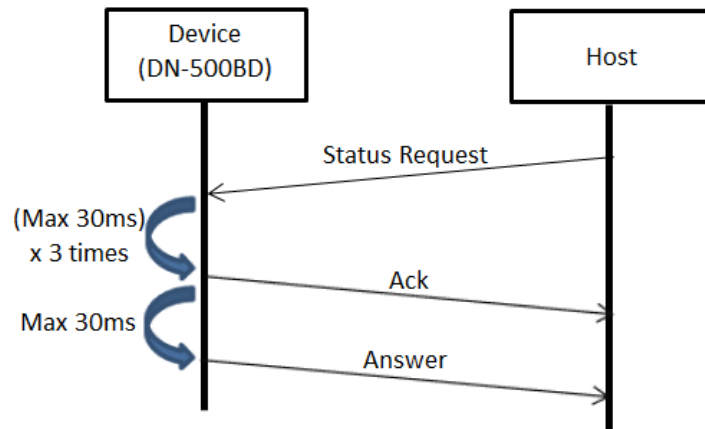 Device
(DN-500BD)
Host
Status Request
(Max 30ms)
x 3 times
Ack
Max 30ms
Answer